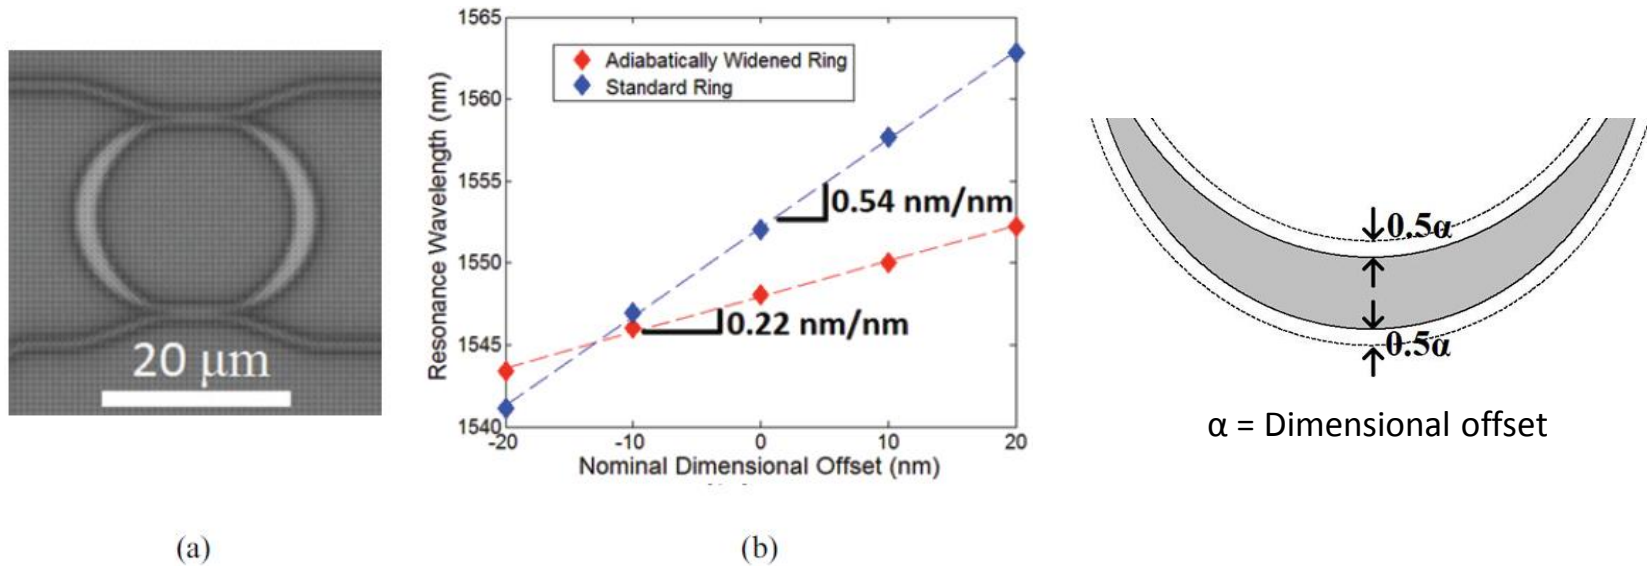 20 μm
(a)
1565
1560
1555
1550
1545
1540
Resonance Wavelength (nm)
Adiabatically Widened Ring
Standard Ring
0.54 nm/nm
0.22 nm/nm
-20
-10
0
10
20
Nominal Dimensional Offset (nm)
(b)
0.5α
0.5α
α = Dimensional offset